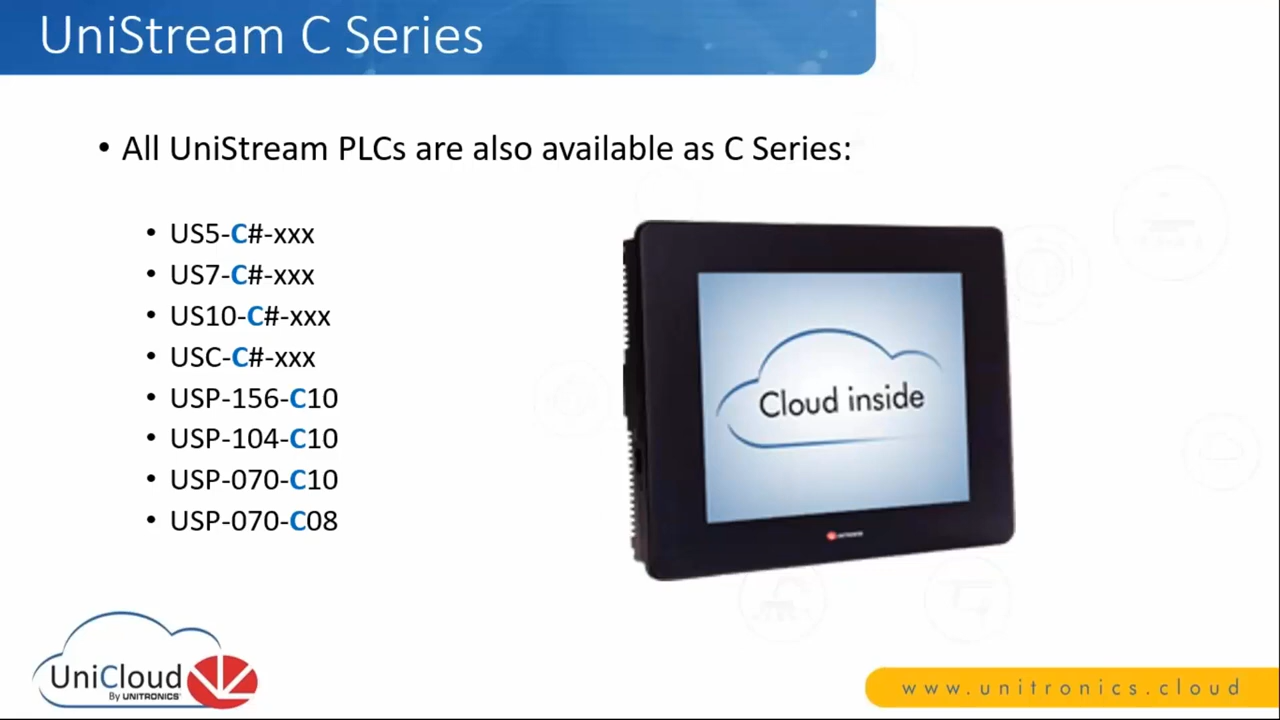 UniStream C Series
• All UniStream PLCs are also available as C Series:
• US5-C#-xxx
• US7-C#-xxx
• US10-C#-xxx
• USC-C#-xxx
• USP-156-C10
• USP-104-C10
• USP-070-C10
• USP-070-C08
Cloud inside
UNITRONICS
UniCloud
By UNITRONICS
www.unitronics.cloud